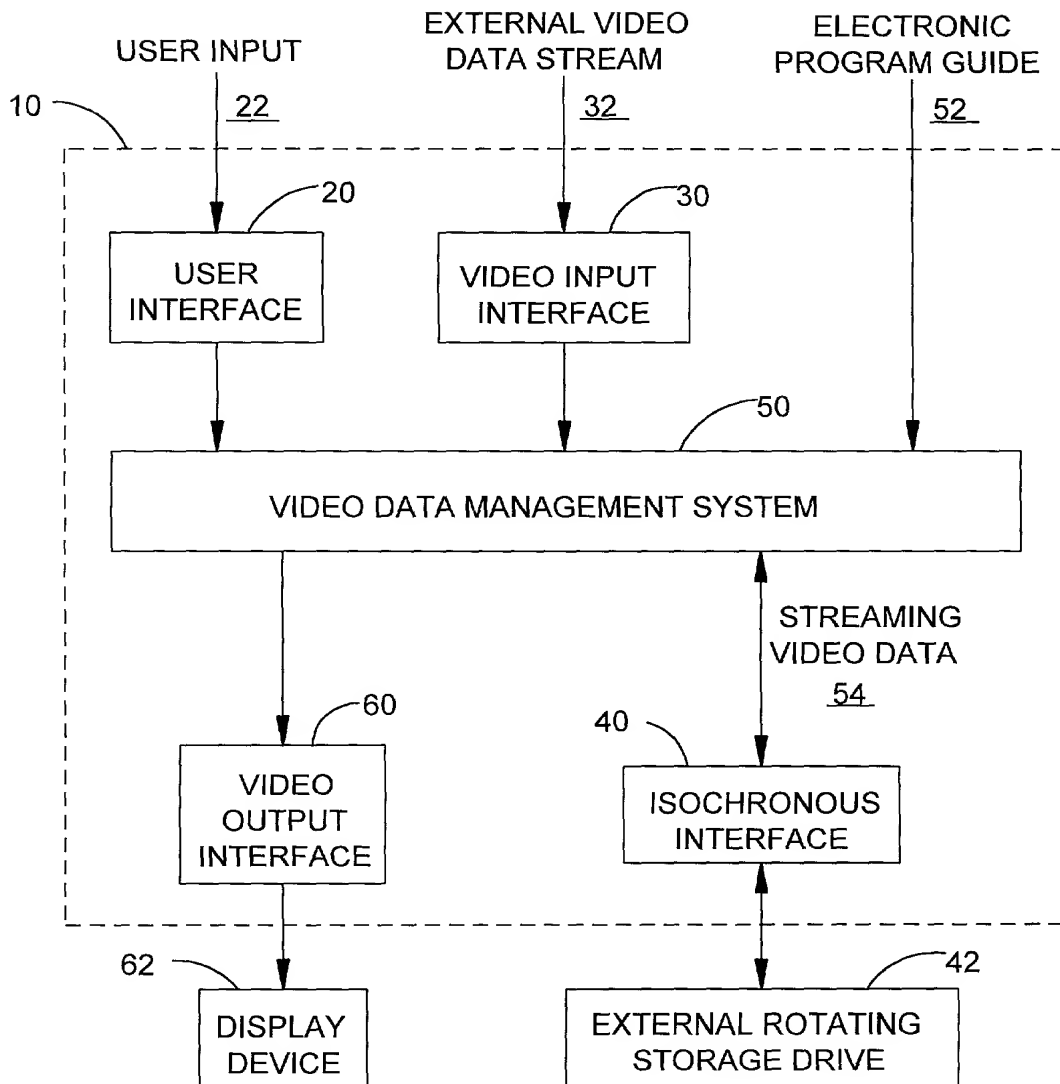 USER INPUT
EXTERNAL VIDEO
DATA STREAM
ELECTRONIC
PROGRAM GUIDE
10
22
32
52
20
30
USER
INTERFACE
VIDEO INPUT
INTERFACE
50
VIDEO DATA MANAGEMENT SYSTEM
STREAMING
VIDEO DATA
54
60
40
VIDEO
OUTPUT
INTERFACE
ISOCHRONOUS
INTERFACE
62
42
DISPLAY
DEVICE
EXTERNAL ROTATING
STORAGE DRIVE